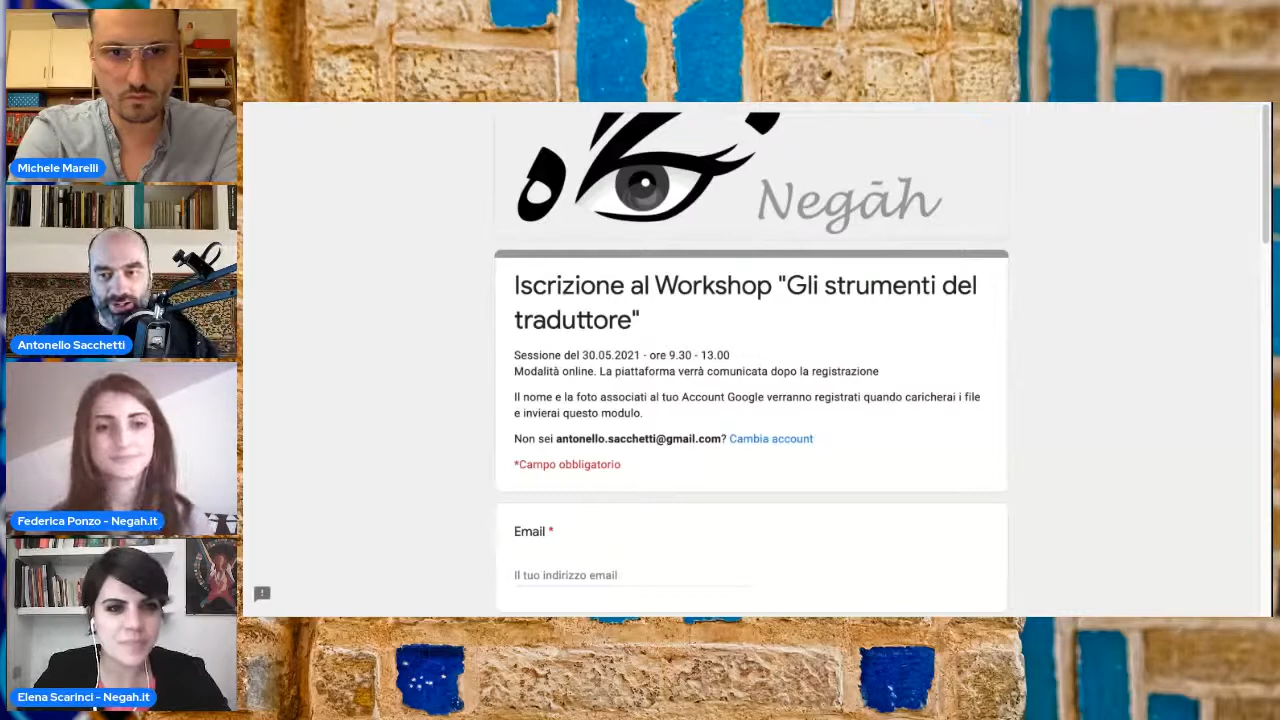 Michele Marelli
Antonello Sacchetti
Federica Ponzo - Negah.it
Elena Scarinci - Negah.it
نگاه
Negāh
Iscrizione al Workshop "Gli strumenti del
traduttore"
Sessione del 30.05.2021 - ore 9.30 - 13.00
Modalità online. La piattaforma verrà comunicata dopo la registrazione
Il nome e la foto associati al tuo Account Google verranno registrati quando caricherai i file
e invierai questo modulo.
Non sei antonello.sacchetti@gmail.com? Cambia account
*Campo obbligatorio
Email *
Il tuo indirizzo email